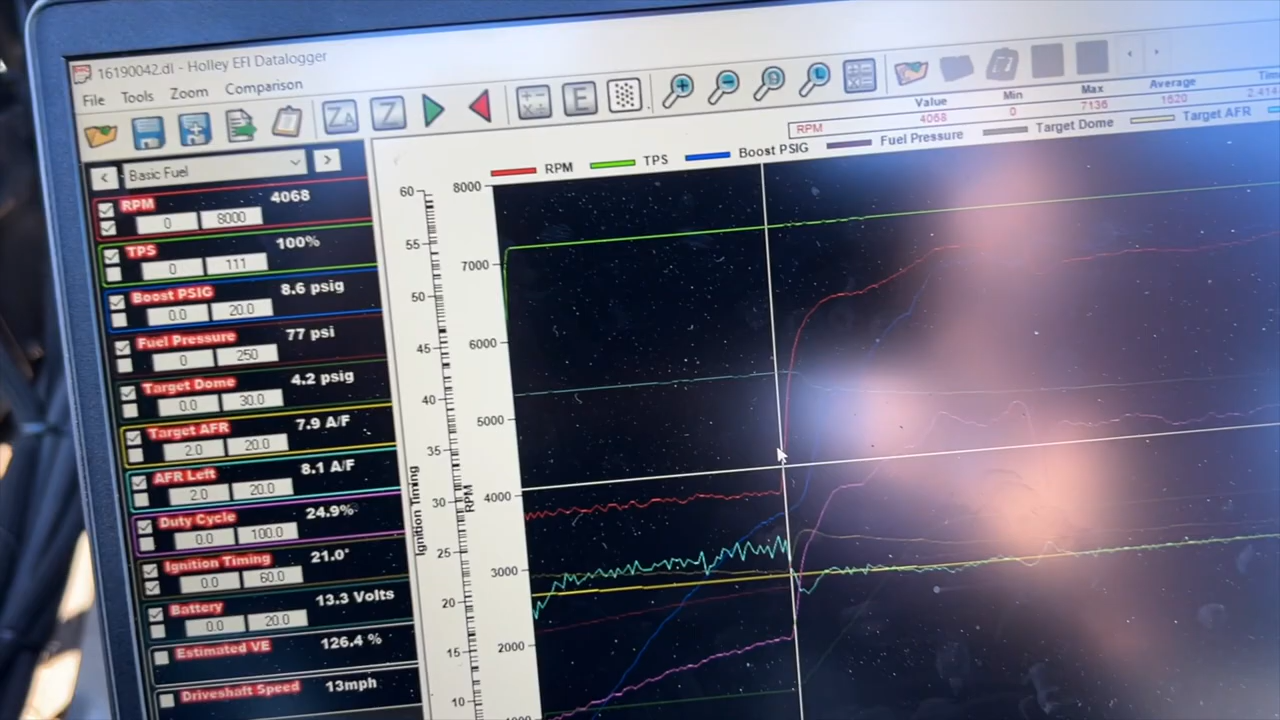 16190042.dl - Holley EFI Datalogger
File Tools Zoom Comparison
Value Min Max Average
RPM 4068 0 7136 1620 2.414
Basic Fuel
RPM TPS Boost PSIG Fuel Pressure Target Dome Target AFR
RPM 4068
0 8000
TPS 100%
0 111
Boost PSIG 8.6 psig
0.0 20.0
Fuel Pressure 77 psi
0 250
Target Dome 4.2 psig
0.0 30.0
Target AFR 7.9 A/F
2.0 20.0
AFR Left 8.1 A/F
2.0 20.0
Duty Cycle 24.9%
0.0 100.0
Ignition Timing 21.0°
0.0 60.0
Battery 13.3 Volts
0.0 20.0
Estimated VE 126.4 %
Driveshaft Speed 13mph
Ignition Timing
60
55
50
45
40
35
30
25
20
15
10
RPM
8000
7000
6000
5000
4000
3000
2000